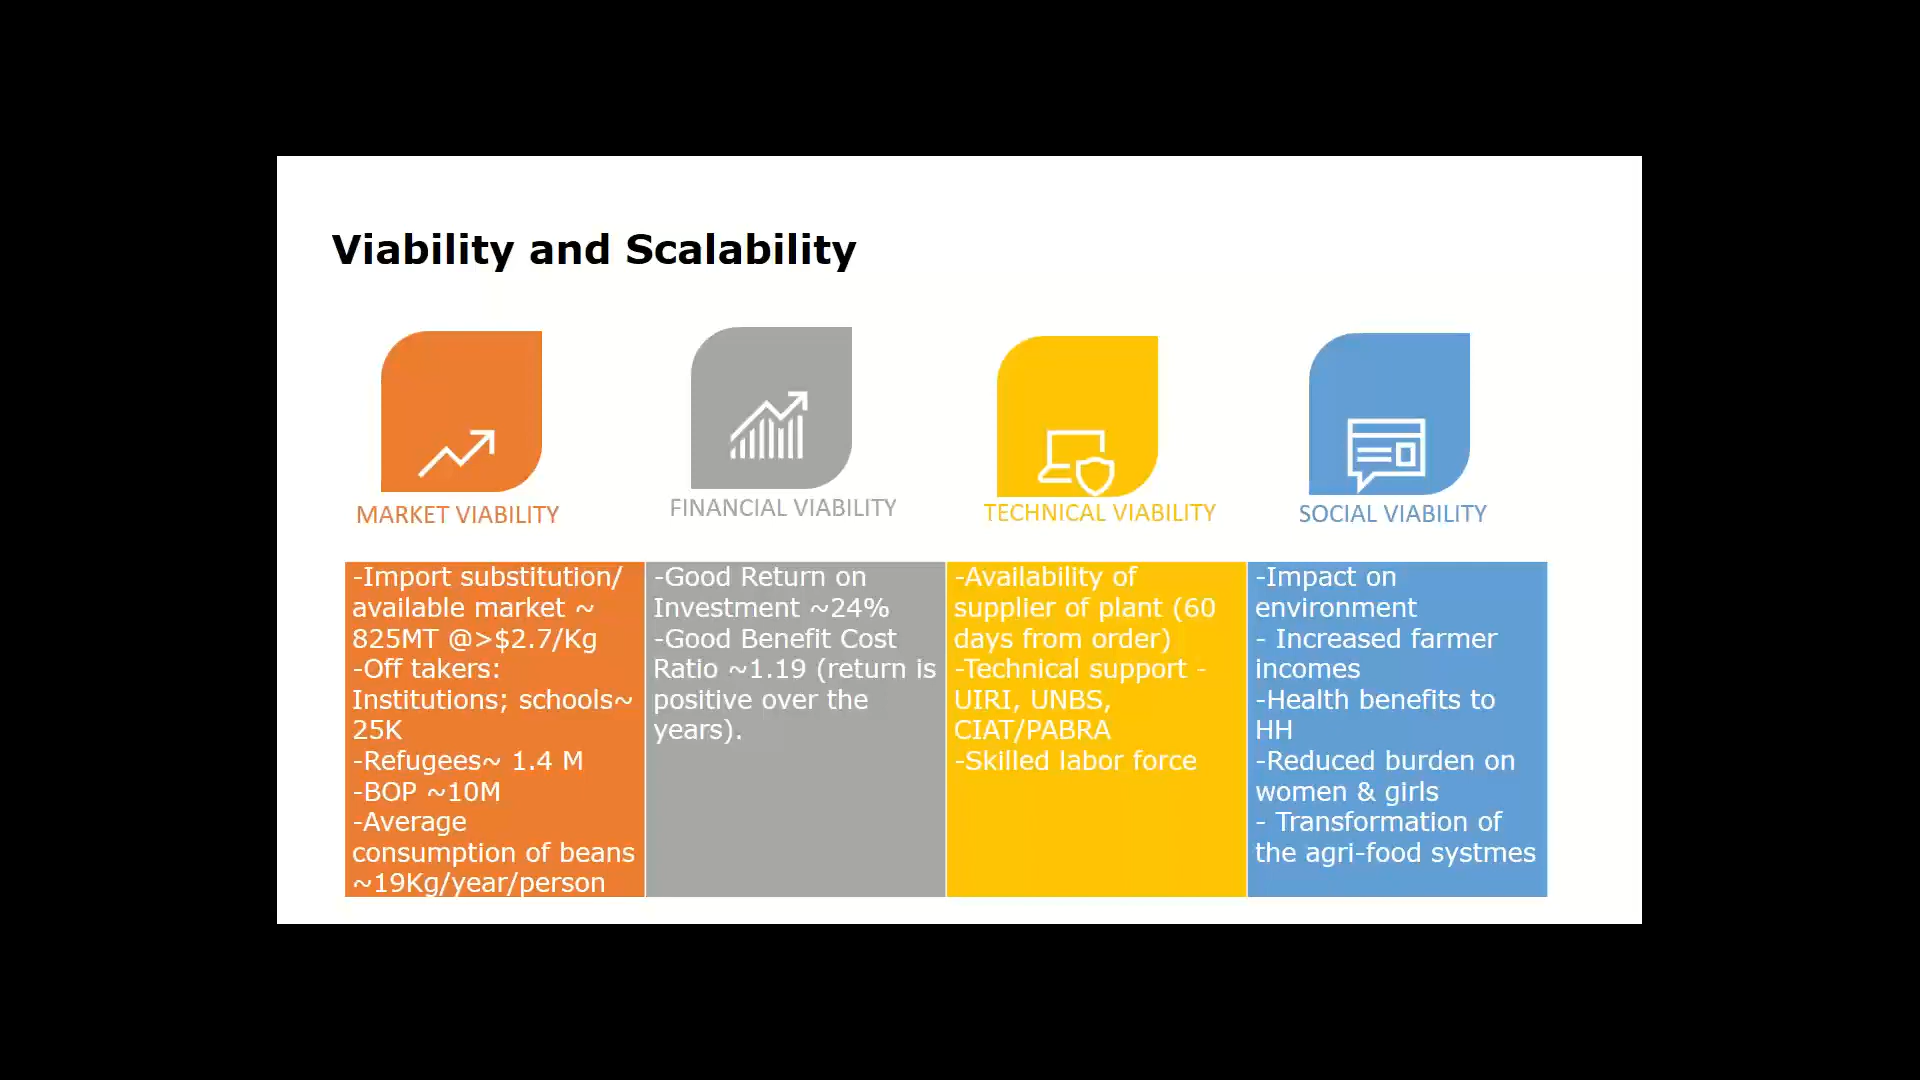 Viability and Scalability
MARKET VIABILITY
FINANCIAL VIABILITY
TECHNICAL VIABILITY
SOCIAL VIABILITY
-Import substitution/
available market ~
825MT @>$2.7/Kg
-Off takers:
Institutions; schools~
25K
-Refugees~ 1.4 M
-BOP ~10M
-Average
consumption of beans
~19Kg/year/person
-Good Return on
Investment ~24%
-Good Benefit Cost
Ratio ~1.19 (return is
positive over the
years).
-Availability of
supplier of plant (60
days from order)
-Technical support -
UIRI, UNBS,
CIAT/PABRA
-Skilled labor force
-Impact on
environment
- Increased farmer
incomes
-Health benefits to
HH
-Reduced burden on
women & girls
- Transformation of
the agri-food systmes